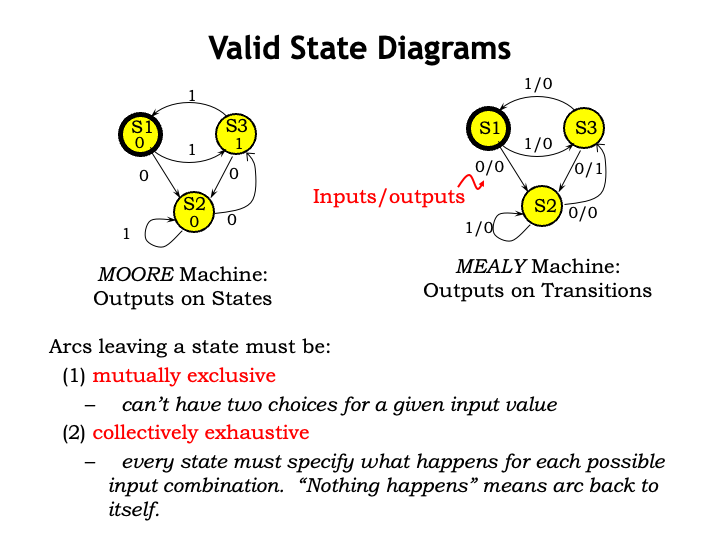 Valid State Diagrams
1
S1
0
S3
1
1
0
0
S2
0
0
1
MOORE Machine:
Outputs on States
1/0
S1
S3
1/0
0/0
0/1
Inputs/outputs
S2
0/0
1/0
MEALY Machine:
Outputs on Transitions
Arcs leaving a state must be:
(1) mutually exclusive
– can’t have two choices for a given input value
(2) collectively exhaustive
– every state must specify what happens for each possible
input combination. “Nothing happens” means arc back to
itself.